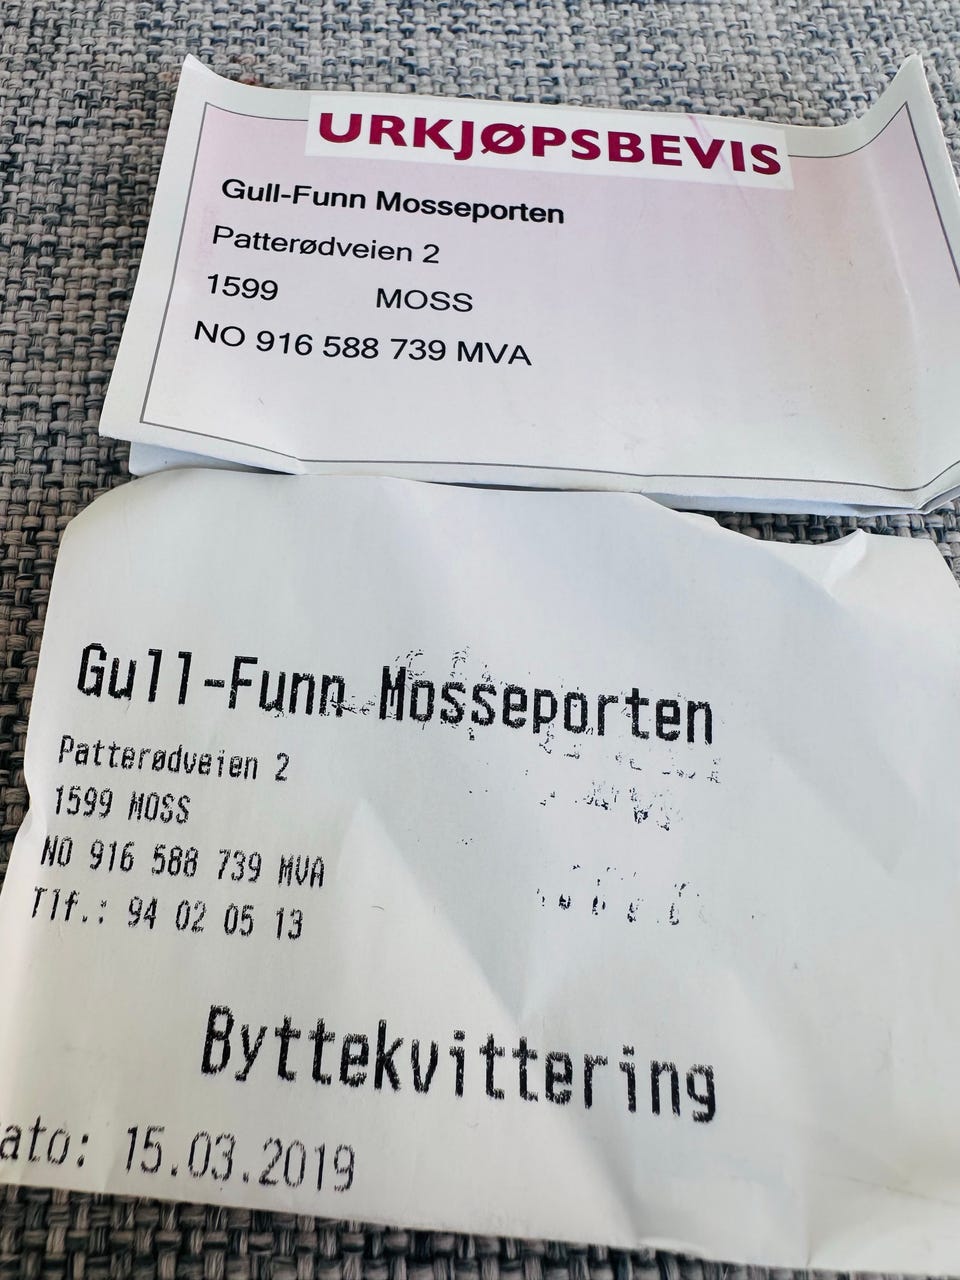 URKJØPSBEVIS
Gull-Funn Mosseporten
Patterødveien 2
1599 MOSS
NO 916 588 739 MVA
Gull-Funn Mosseporten
Patterødveien 2
1599 MOSS
NO 916 588 739 MVA
Tlf.: 94 02 05 13
Byttekvittering
ato: 15.03.2019